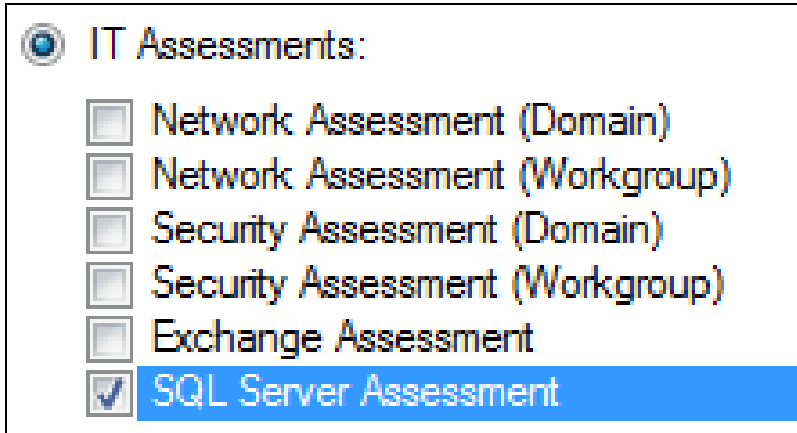 IT Assessments:
Network Assessment (Domain)
Network Assessment (Workgroup)
Security Assessment (Domain)
Security Assessment (Workgroup)
Exchange Assessment
SQL Server Assessment